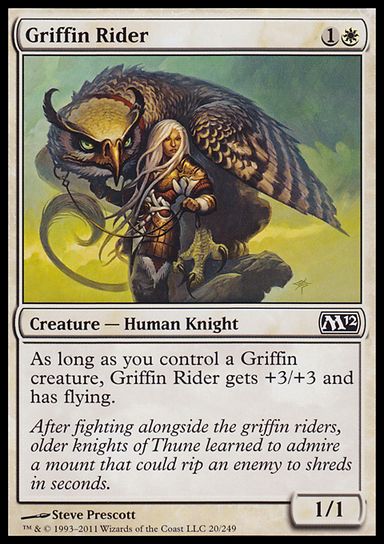 Griffin Rider 1
Creature — Human Knight M12
As long as you control a Griffin
creature, Griffin Rider gets +3/+3 and
has flying.
After fighting alongside the griffin riders,
older knights of Thune learned to admire
a mount that could rip an enemy to shreds
in seconds.
Steve Prescott
™ & © 1993–2011 Wizards of the Coast LLC 20/249
1/1